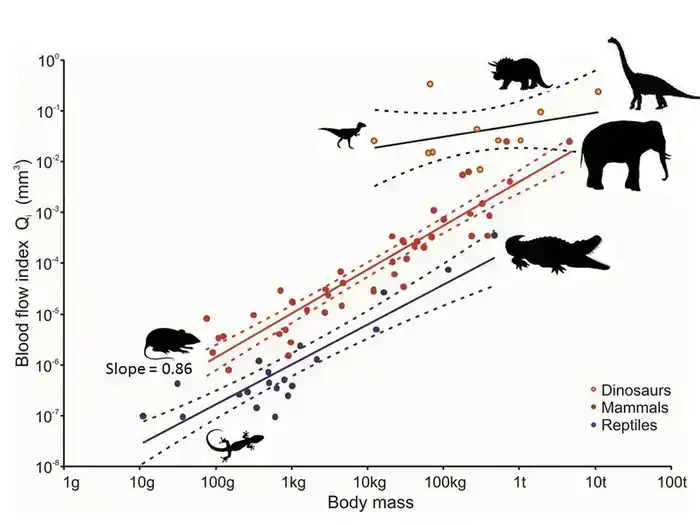 10⁰
10⁻¹
10⁻²
10⁻³
10⁻⁴
10⁻⁵
10⁻⁶
10⁻⁷
10⁻⁸
Blood flow index Qᵢ (mm³)
Slope = 0.86
Dinosaurs
Mammals
Reptiles
1g 10g 100g 1kg 10kg 100kg 1t 10t 100t
Body mass